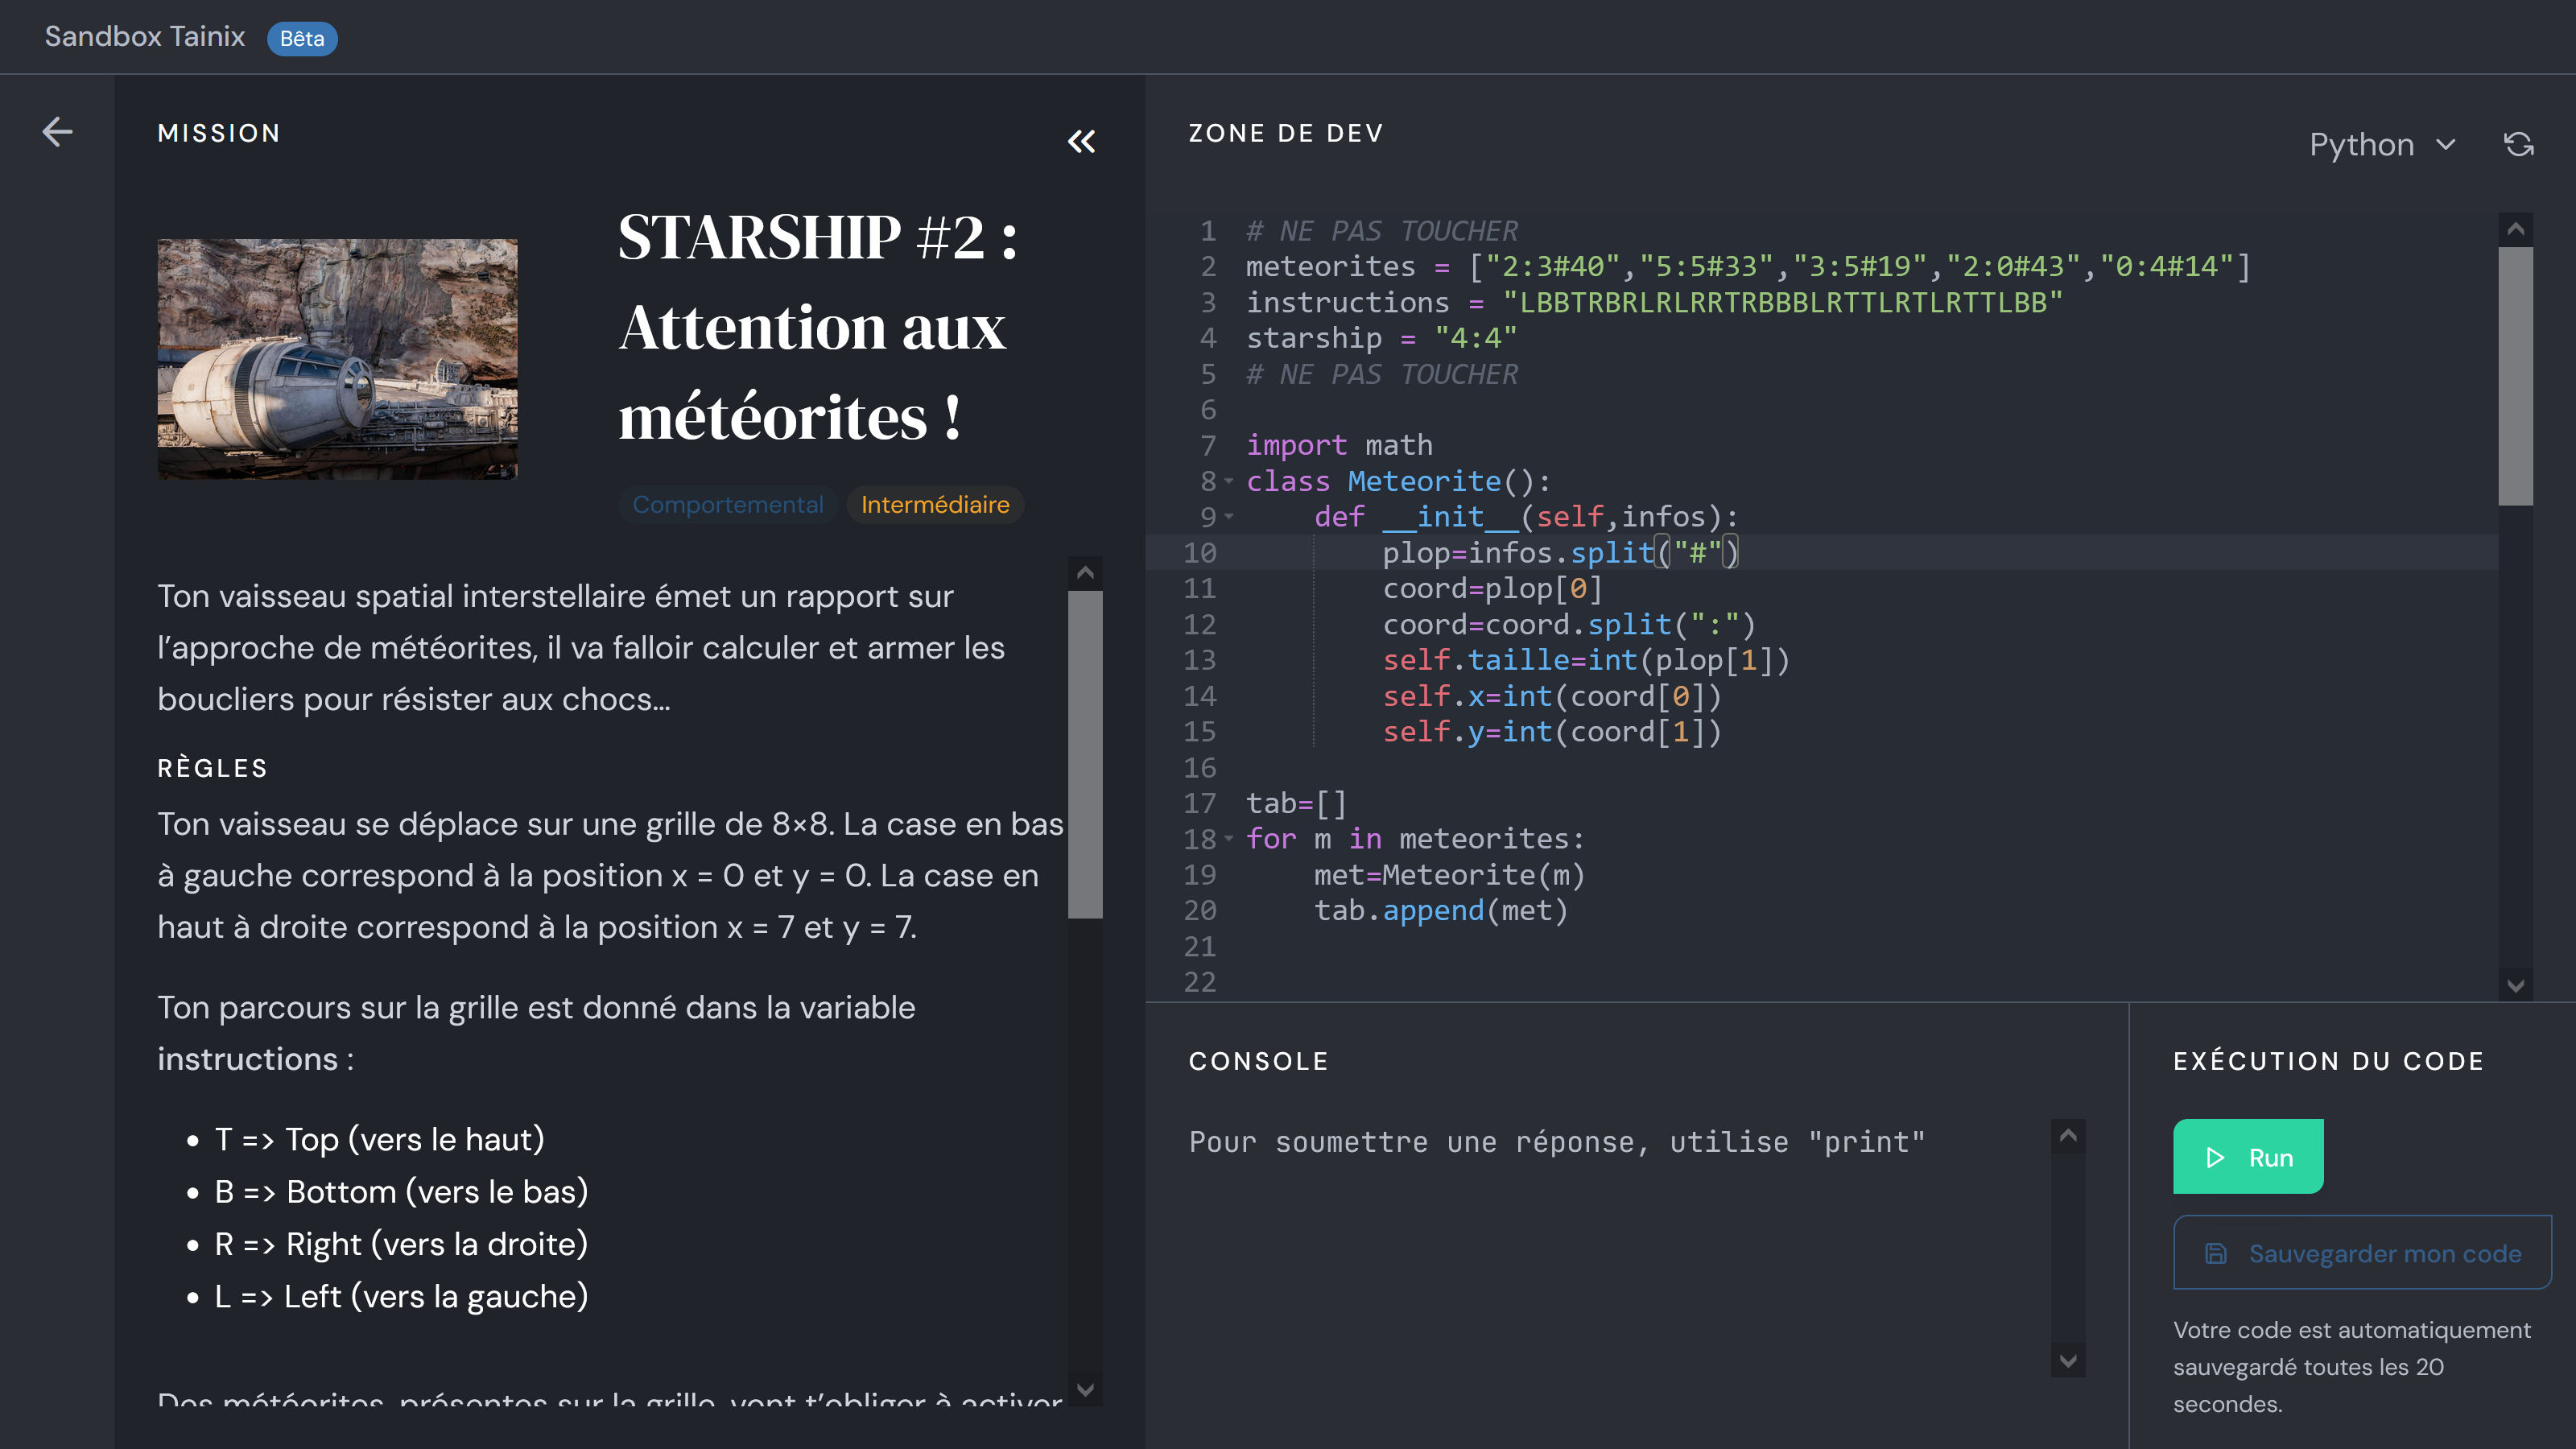 Sandbox Tainix Bêta
MISSION
STARSHIP #2 :
Attention aux
météorites !
Comportemental Intermédiaire
Ton vaisseau spatial interstellaire émet un rapport sur
l’approche de météorites, il va falloir calculer et armer les
boucliers pour résister aux chocs...
RÈGLES
Ton vaisseau se déplace sur une grille de 8×8. La case en bas
à gauche correspond à la position x = 0 et y = 0. La case en
haut à droite correspond à la position x = 7 et y = 7.
Ton parcours sur la grille est donné dans la variable
instructions :
• T => Top (vers le haut)
• B => Bottom (vers le bas)
• R => Right (vers la droite)
• L => Left (vers la gauche)
Des météorites, présentes sur la grille, vont t’obliger à activer
ZONE DE DEV
Python
1 # NE PAS TOUCHER
2 meteorites = ["2:3#40","5:5#33","3:5#19","2:0#43","0:4#14"]
3 instructions = "LBBTRBRLRLRRTRBBBLRTTLRTLRTTLBB"
4 starship = "4:4"
5 # NE PAS TOUCHER
6
7 import math
8 class Meteorite():
9     def __init__(self,infos):
10         plop=infos.split("#")
11         coord=plop[0]
12         coord=coord.split(":")
13         self.taille=int(plop[1])
14         self.x=int(coord[0])
15         self.y=int(coord[1])
16
17 tab=[]
18 for m in meteorites:
19     met=Meteorite(m)
20     tab.append(met)
21
22
CONSOLE
Pour soumettre une réponse, utilise "print"
EXÉCUTION DU CODE
Run
Sauvegarder mon code
Votre code est automatiquement
sauvegardé toutes les 20
secondes.